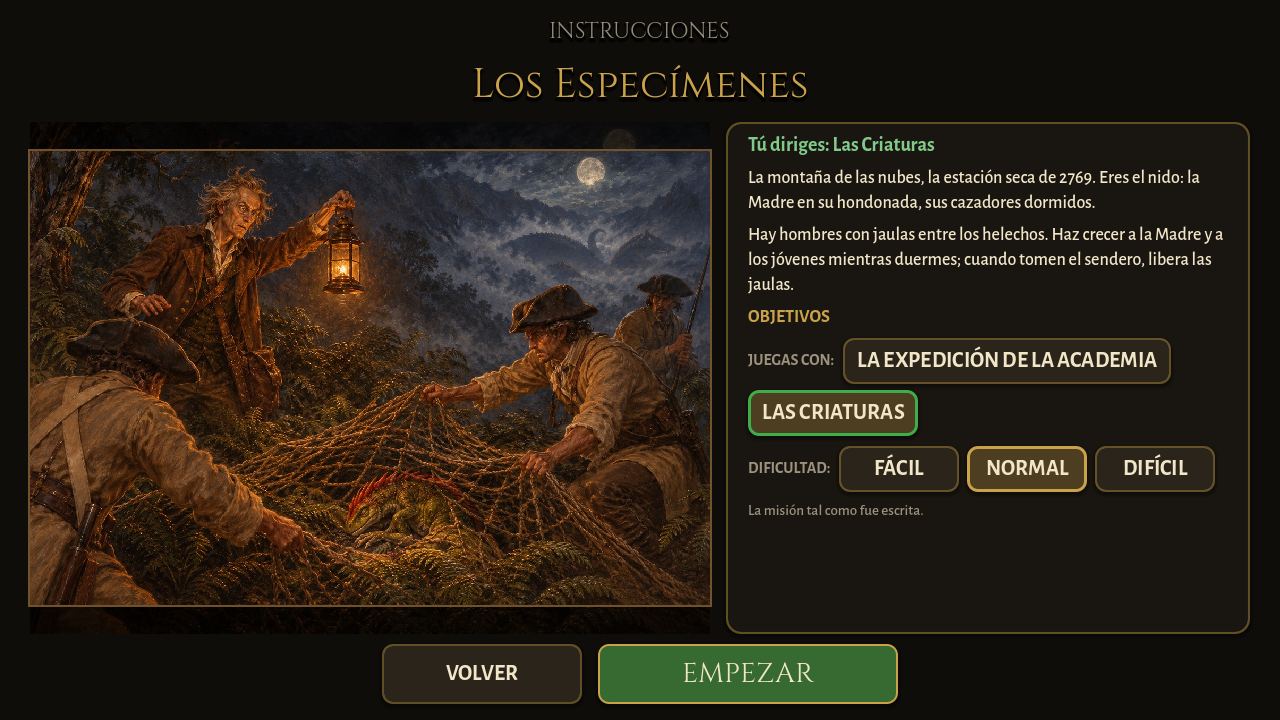 INSTRUCCIONES
Los Especímenes
Tú diriges: Las Criaturas
La montaña de las nubes, la estación seca de 2769. Eres el nido: la
Madre en su hondonada, sus cazadores dormidos.
Hay hombres con jaulas entre los helechos. Haz crecer a la Madre y a
los jóvenes mientras duermes; cuando tomen el sendero, libera las
jaulas.
OBJETIVOS
JUEGAS CON: LA EXPEDICIÓN DE LA ACADEMIA
LAS CRIATURAS
DIFICULTAD: FÁCIL NORMAL DIFÍCIL
La misión tal como fue escrita.
VOLVER EMPEZAR